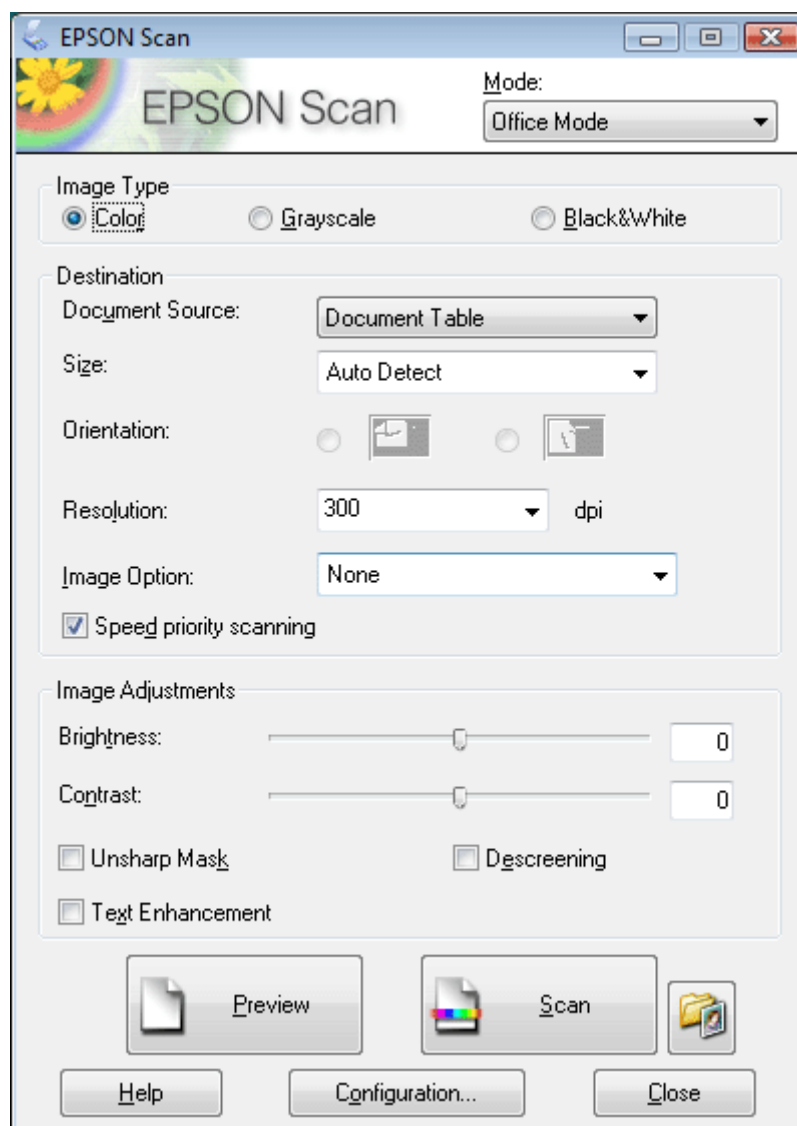 EPSON Scan
EPSON Scan
Mode:
Office Mode
Image Type
Color
Grayscale
Black&White
Destination
Document Source:
Document Table
Size:
Auto Detect
Orientation:
Resolution:
300
dpi
Image Option:
None
Speed priority scanning
Image Adjustments
Brightness:
0
Contrast:
0
Unsharp Mask
Descreening
Text Enhancement
Preview
Scan
Help
Configuration...
Close